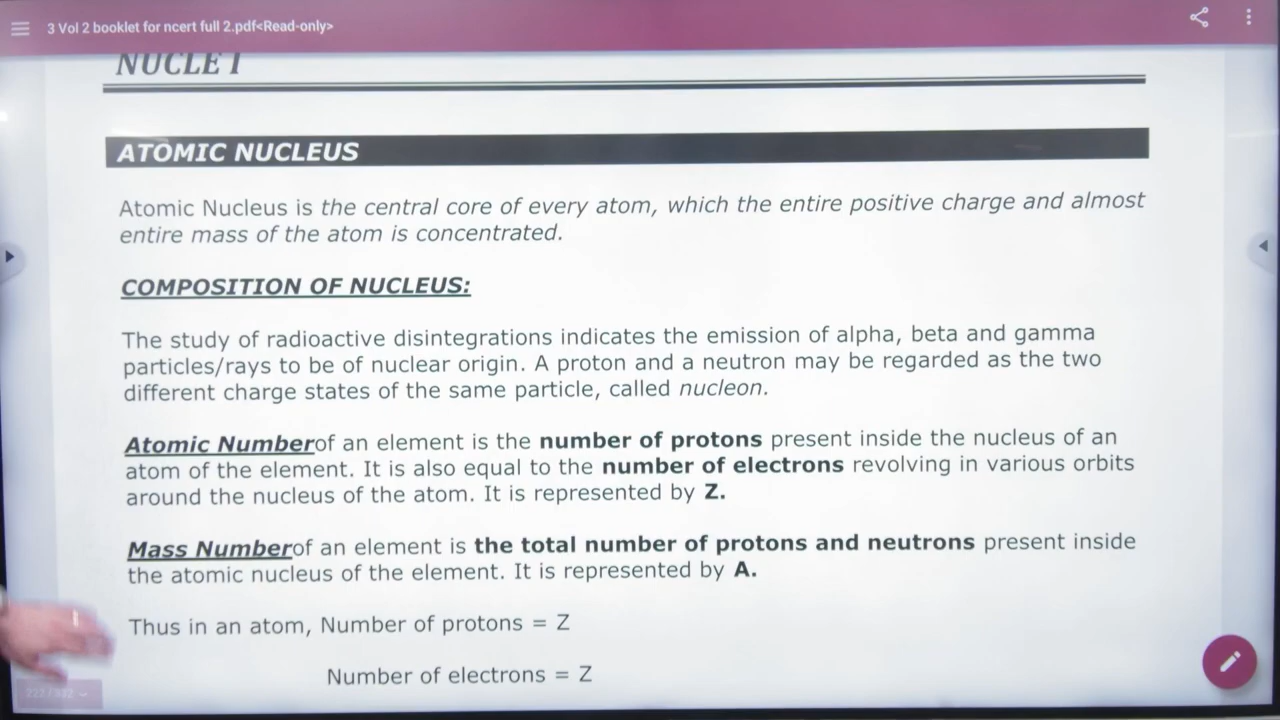 3 Vol 2 booklet for ncert full 2.pdf<Read-only>
NUCLE I
ATOMIC NUCLEUS
Atomic Nucleus is the central core of every atom, which the entire positive charge and almost
entire mass of the atom is concentrated.
COMPOSITION OF NUCLEUS:
The study of radioactive disintegrations indicates the emission of alpha, beta and gamma
particles/rays to be of nuclear origin. A proton and a neutron may be regarded as the two
different charge states of the same particle, called nucleon.
Atomic Numberof an element is the number of protons present inside the nucleus of an
atom of the element. It is also equal to the number of electrons revolving in various orbits
around the nucleus of the atom. It is represented by Z.
Mass Numberof an element is the total number of protons and neutrons present inside
the atomic nucleus of the element. It is represented by A.
Thus in an atom, Number of protons = Z
Number of electrons = Z